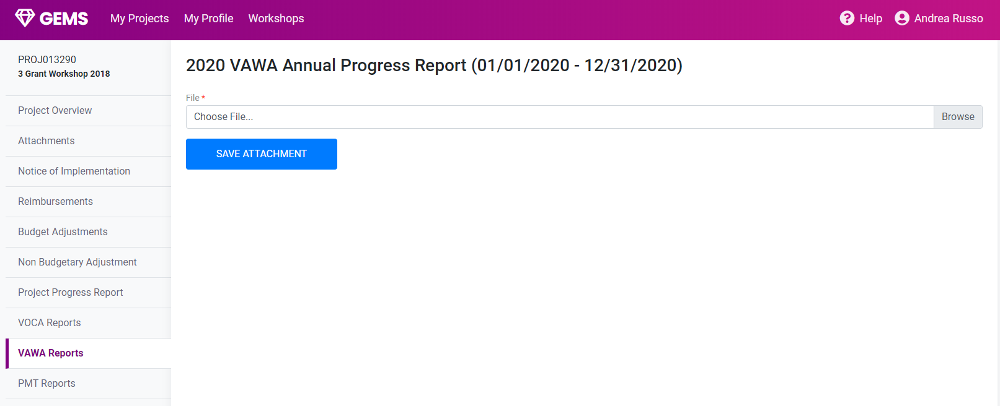 GEMS My Projects My Profile Workshops ? Help Andrea Russo
PROJ013290
3 Grant Workshop 2018
Project Overview
Attachments
Notice of Implementation
Reimbursements
Budget Adjustments
Non Budgetary Adjustment
Project Progress Report
VOCA Reports
VAWA Reports
PMT Reports
2020 VAWA Annual Progress Report (01/01/2020 - 12/31/2020)
File *
Choose File... Browse
SAVE ATTACHMENT